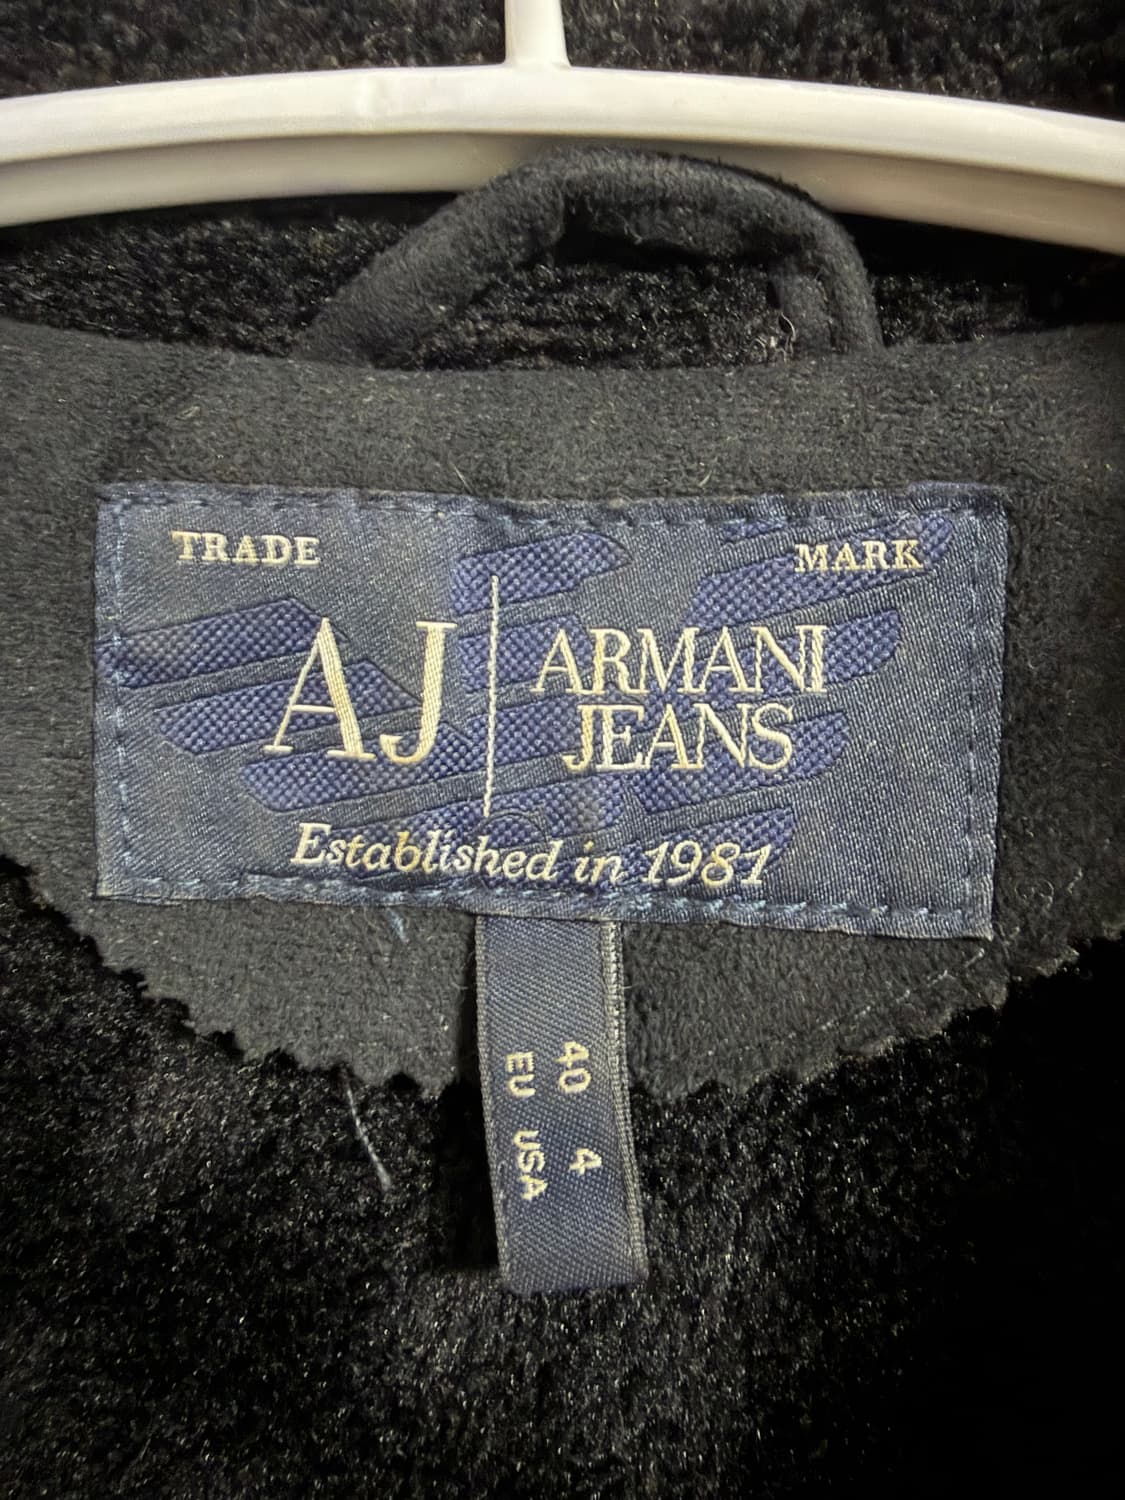 TRADE MARK
AJ
ARMANI
JEANS
Established in 1981
40 4
EU USA